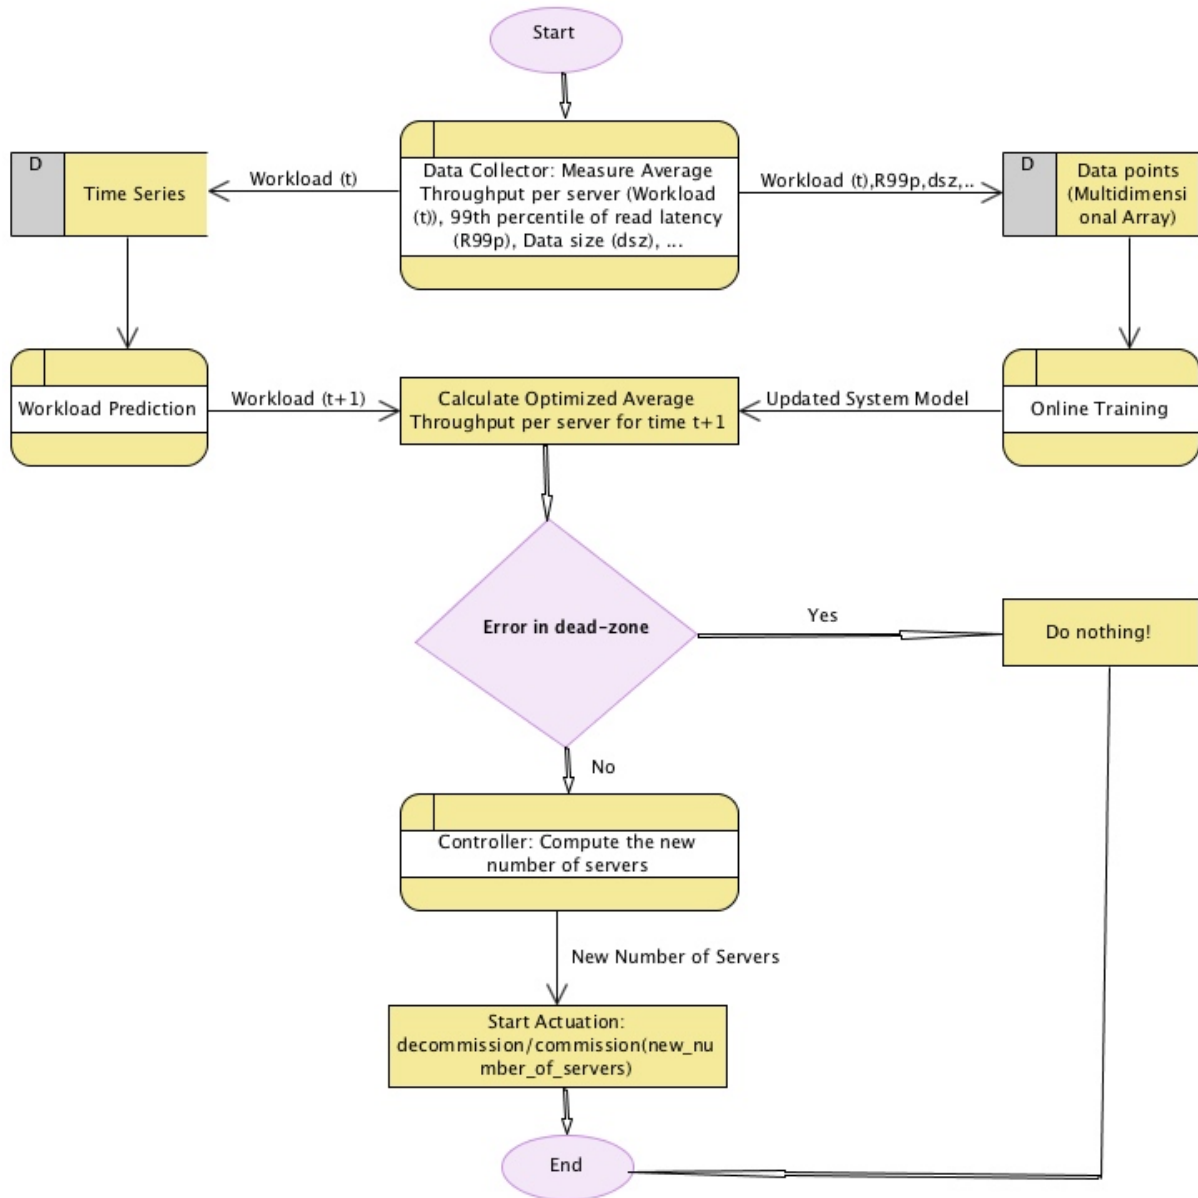 Start
D
Time Series
Workload (t)
Data Collector: Measure Average
Throughput per server (Workload
(t)), 99th percentile of read latency
(R99p), Data size (dsz), ...
Workload (t),R99p,dsz,..
D
Data points
(Multidimensi
onal Array)
Workload Prediction
Workload (t+1)
Calculate Optimized Average
Throughput per server for time t+1
Updated System Model
Online Training
Error in dead-zone
Yes
Do nothing!
No
Controller: Compute the new
number of servers
New Number of Servers
Start Actuation:
decommission/commission(new_nu
mber_of_servers)
End